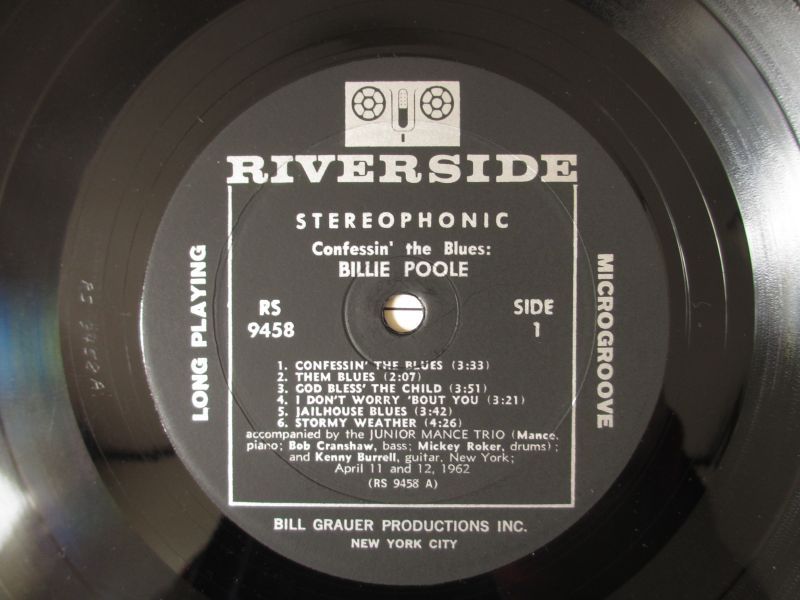 RIVERSIDE
STEREOPHONIC
Confessin' the Blues:
BILLIE POOLE
LONG PLAYING
MICROGROOVE
RS
9458
SIDE
1
1. CONFESSIN' THE BLUES (3:33)
2. THEM BLUES (2:07)
3. GOD BLESS' THE CHILD (3:51)
4. I DON'T WORRY 'BOUT YOU (3:21)
5. JAILHOUSE BLUES (3:42)
6. STORMY WEATHER (4:26)
accompanied by the JUNIOR MANCE TRIO (Mance,
piano; Bob Cranshaw, bass; Mickey Roker, drums);
and Kenny Burrell, guitar. New York;
April 11 and 12, 1962
(RS 9458 A)
BILL GRAUER PRODUCTIONS INC.
NEW YORK CITY
RS 9458 A